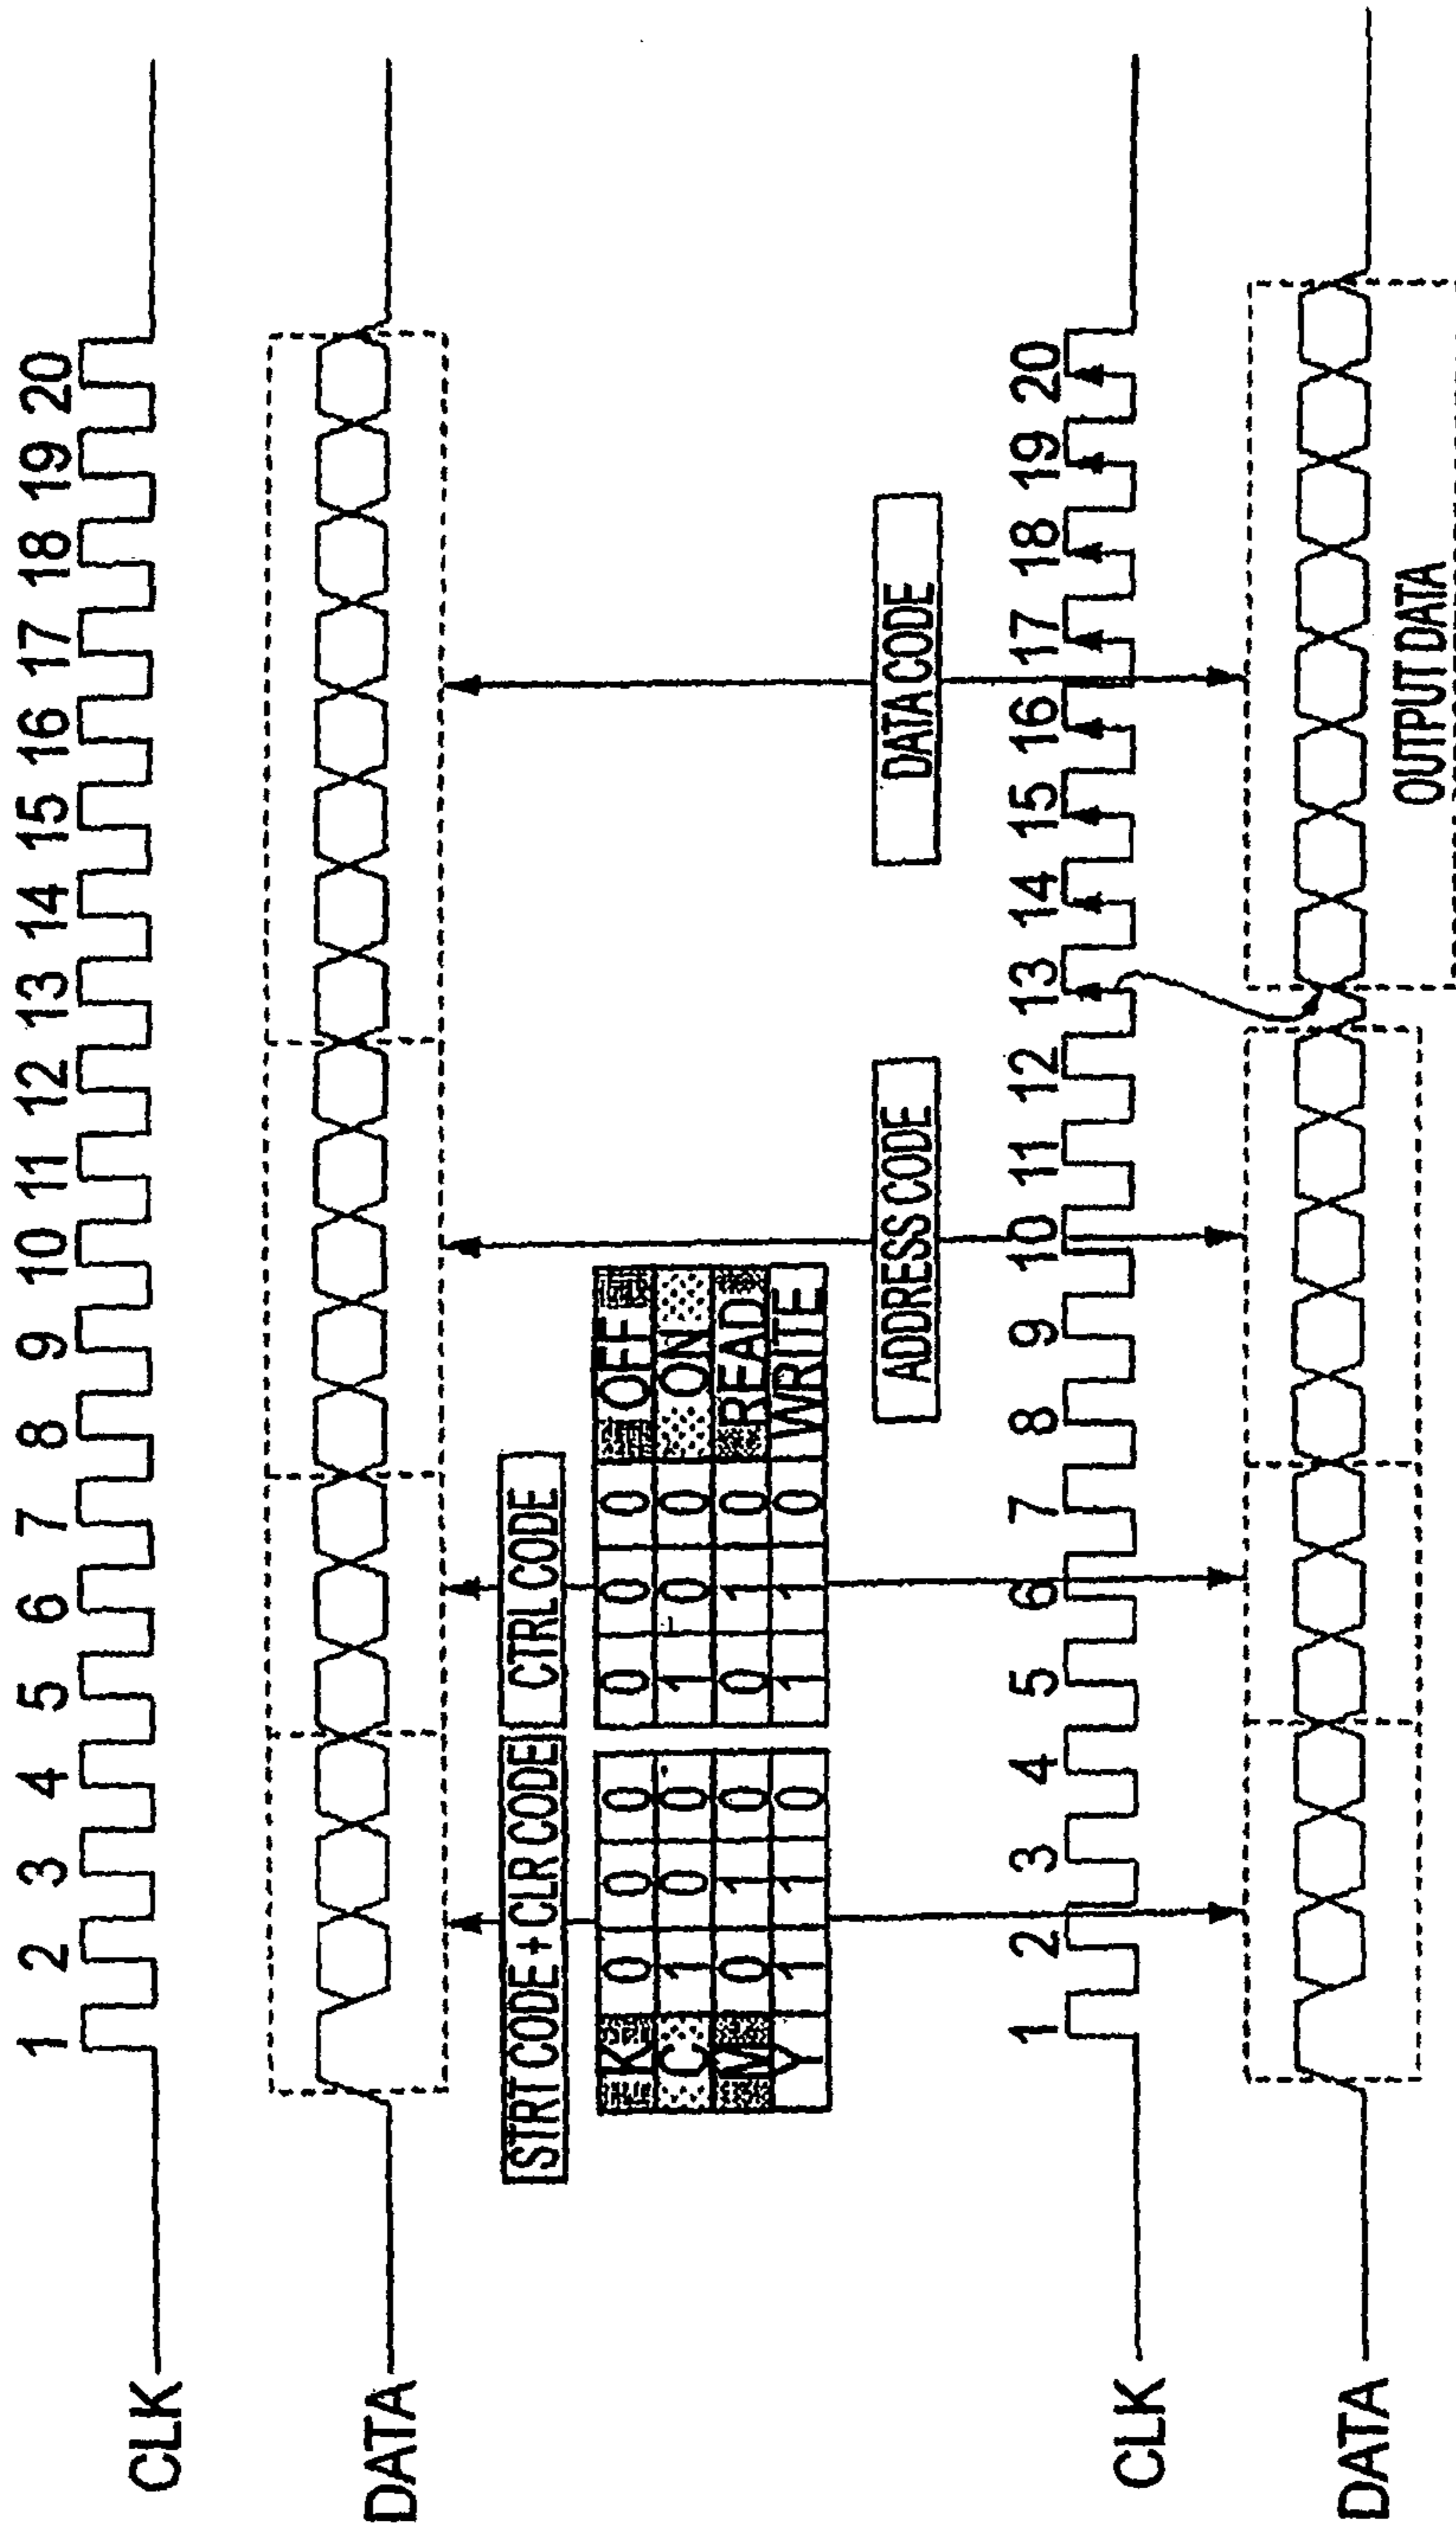 1 2 3 4 5 6 7 8 9 10 11 12 13 14 15 16 17 18 19 20
CLK
DATA
STRT CODE + CLR CODE CTRL CODE
K 0 0 0 0 0 0 OFF
C 1 0 0 1 0 0 ON
M 0 1 0 0 1 0 READ
Y 1 1 0 1 1 0 WRITE
ADDRESS CODE DATA CODE
1 2 3 4 5 6 7 8 9 10 11 12 13 14 15 16 17 18 19 20
CLK
DATA
OUTPUT DATA